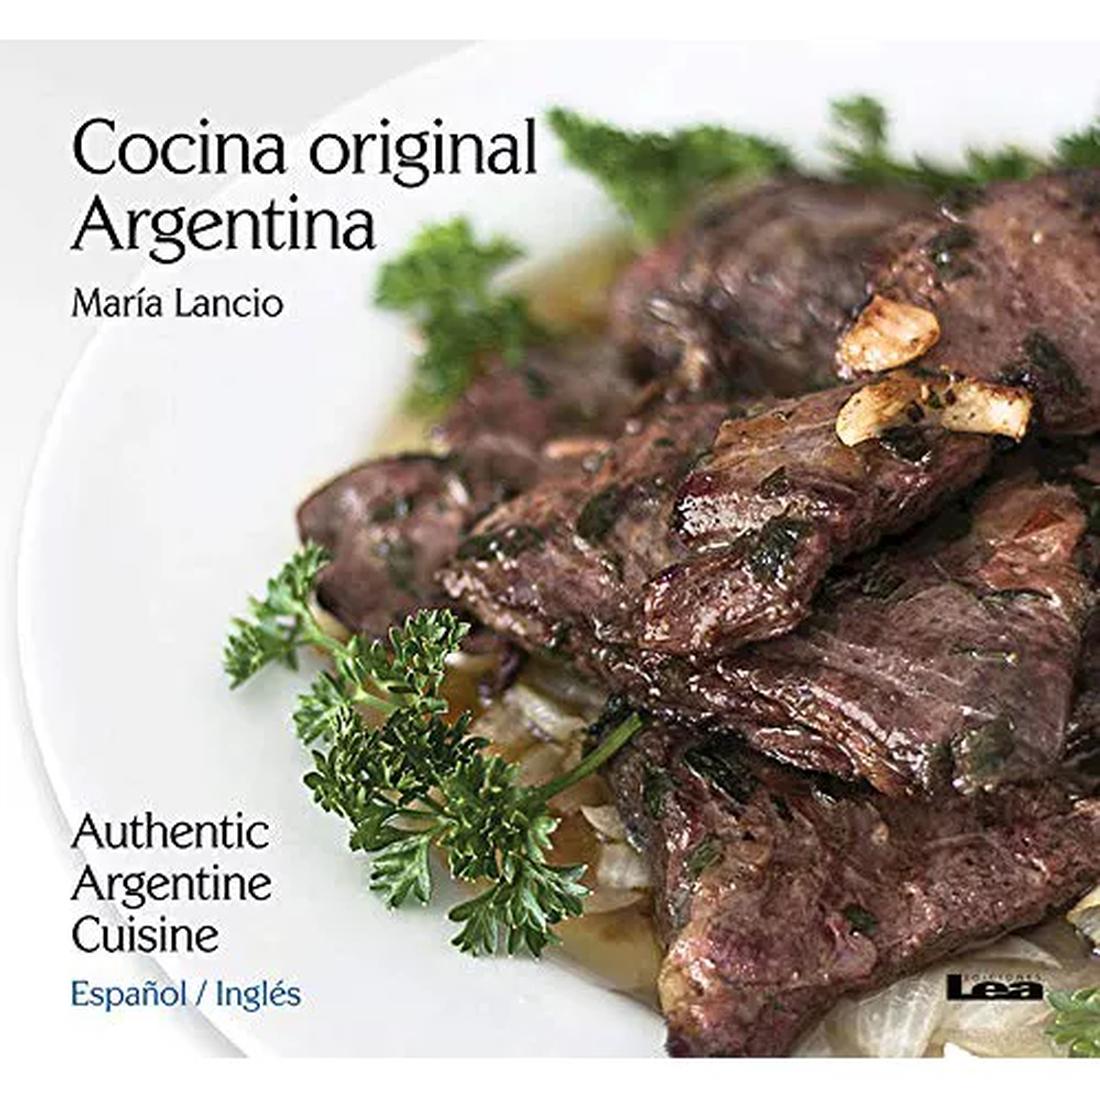 Cocina original
Argentina
María Lancio
Authentic
Argentine
Cuisine
Español / Inglés
EDICIONES
Lea